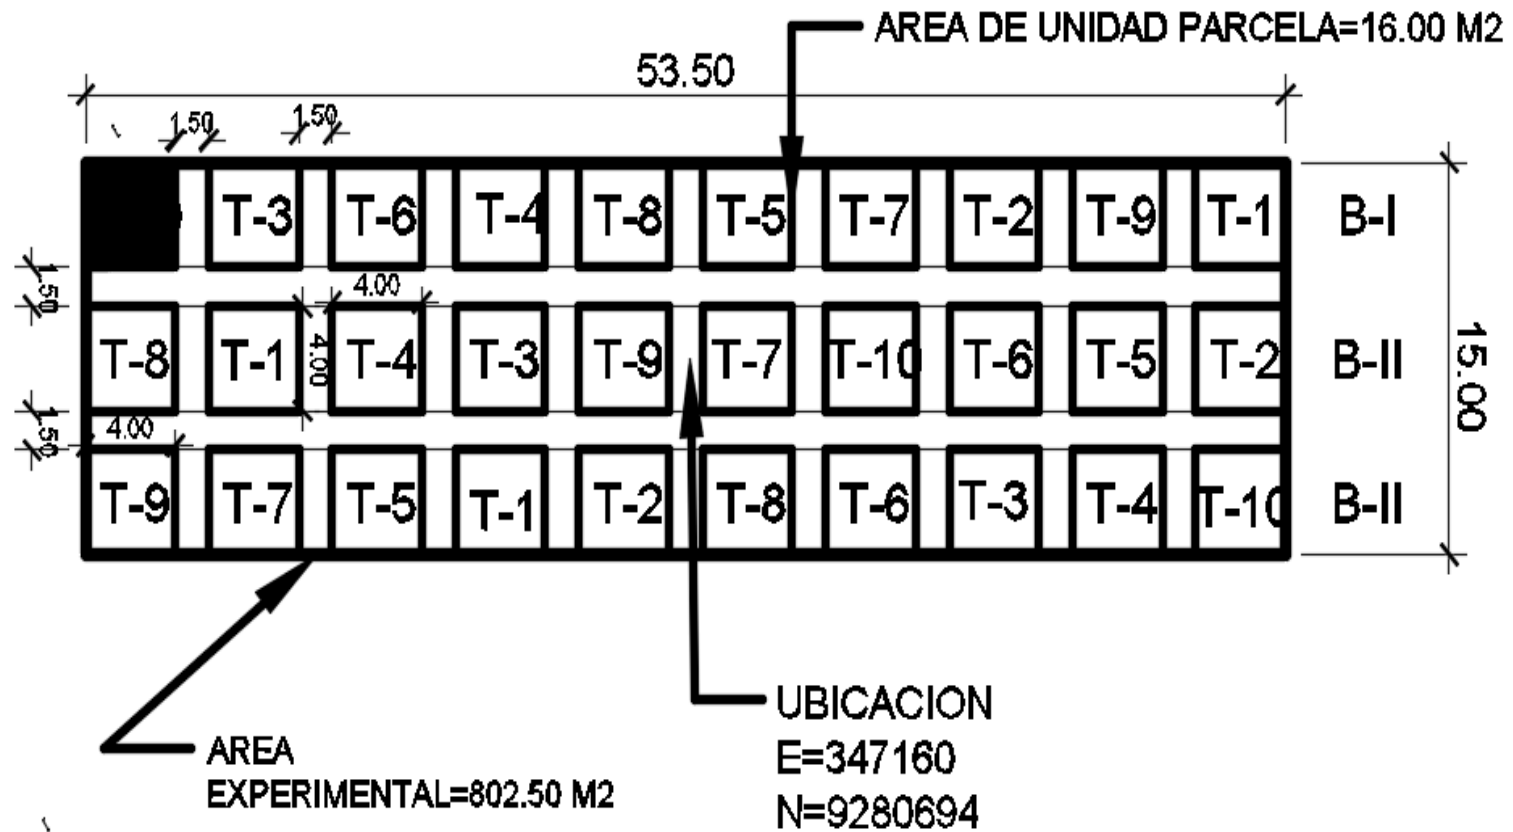 AREA DE UNIDAD PARCELA=16.00 M2
53.50
1.50 1.50
T-3 T-6 T-4 T-8 T-5 T-7 T-2 T-9 T-1 B-I
1.50
4.00
T-8 T-1 4.00 T-4 T-3 T-9 T-7 T-10 T-6 T-5 T-2 B-II
15.00
1.50
4.00
T-9 T-7 T-5 T-1 T-2 T-8 T-6 T-3 T-4 T-10 B-II
UBICACION
E=347160
N=9280694
AREA
EXPERIMENTAL=802.50 M2